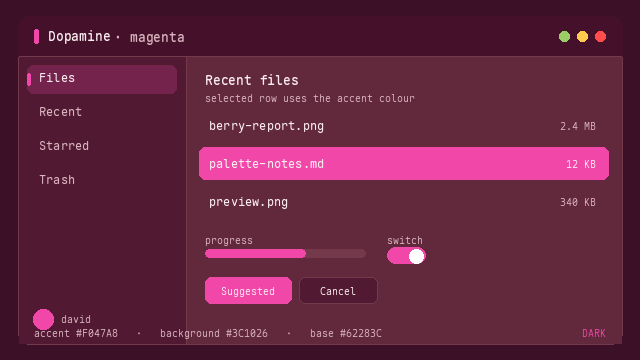 Dopamine · magenta
Files
Recent
Starred
Trash
Recent files
selected row uses the accent colour
berry-report.png 2.4 MB
palette-notes.md 12 KB
preview.png 340 KB
progress switch
Suggested Cancel
david
accent #F047A8 · background #3C1026 · base #62283C DARK